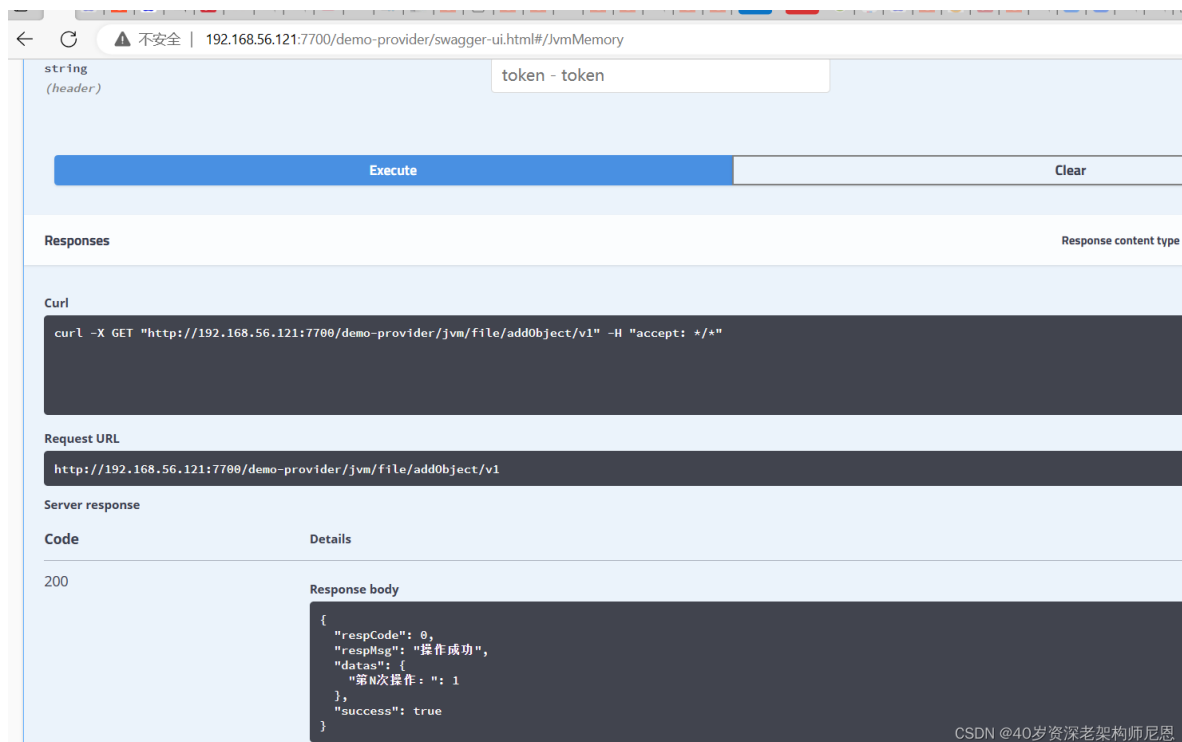 不安全 | 192.168.56.121:7700/demo-provider/swagger-ui.html#/JvmMemory
string
(header)
token - token
Execute
Clear
Responses
Response content type
Curl
curl -X GET "http://192.168.56.121:7700/demo-provider/jvm/file/addObject/v1" -H "accept: */*"
Request URL
http://192.168.56.121:7700/demo-provider/jvm/file/addObject/v1
Server response
Code
Details
200
Response body
{
"respCode": 0,
"respMsg": "操作成功",
"datas": {
"第N次操作：": 1
},
"success": true
}
CSDN @40岁资深老架构师尼恩